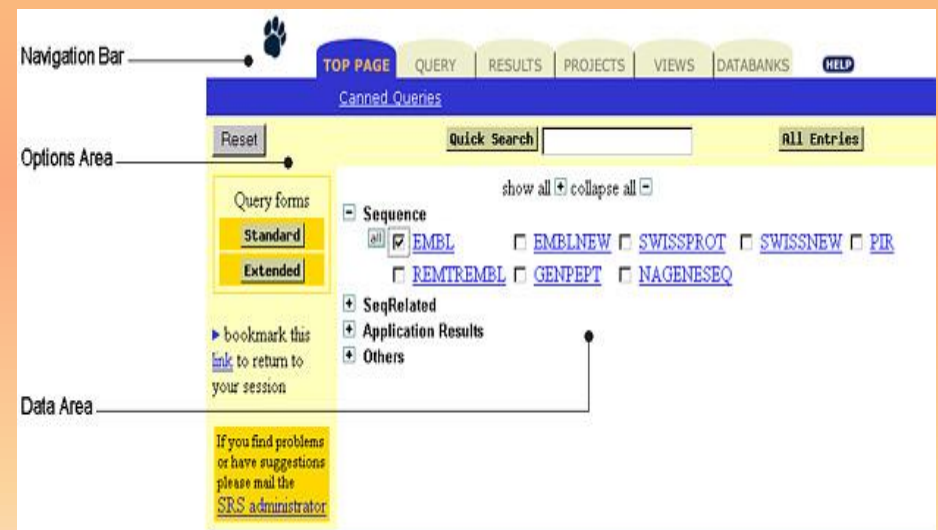 Navigation Bar
TOP PAGE QUERY RESULTS PROJECTS VIEWS DATABANKS HELP
Canned Queries
Reset Quick Search All Entries
Options Area
show all + collapse all -
Query forms
Standard
Extended
- Sequence
all EMBL EMBLNEW SWISSPROT SWISSNEW PIR
REMTREMBL GENPEPT NAGENESEQ
+ SeqRelated
+ Application Results
+ Others
bookmark this
link to return to
your session
Data Area
If you find problems
or have suggestions
please mail the
SRS administrator